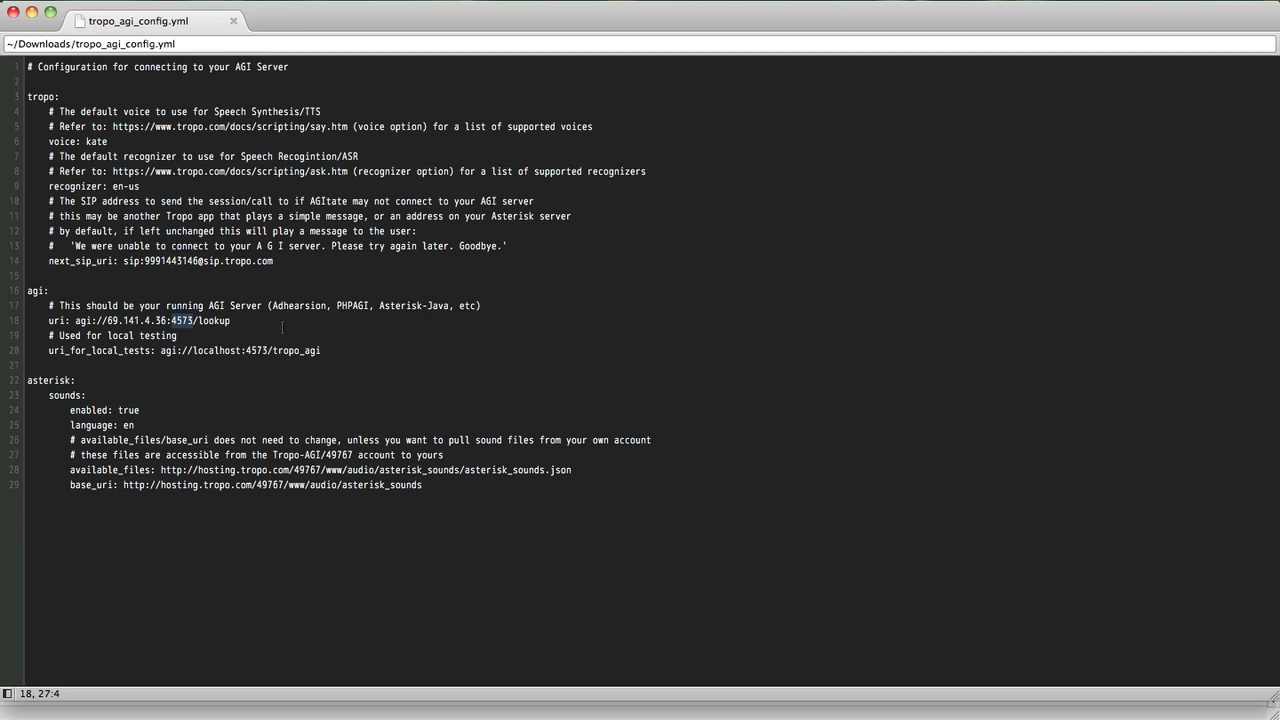 tropo_agi_config.yml
~/Downloads/tropo_agi_config.yml
1 # Configuration for connecting to your AGI Server
2
3 tropo:
4 # The default voice to use for Speech Synthesis/TTS
5 # Refer to: https://www.tropo.com/docs/scripting/say.htm (voice option) for a list of supported voices
6 voice: kate
7 # The default recognizer to use for Speech Recogintion/ASR
8 # Refer to: https://www.tropo.com/docs/scripting/ask.htm (recognizer option) for a list of supported recognizers
9 recognizer: en-us
10 # The SIP address to send the session/call to if AGItate may not connect to your AGI server
11 # this may be another Tropo app that plays a simple message, or an address on your Asterisk server
12 # by default, if left unchanged this will play a message to the user:
13 # 'We were unable to connect to your A G I server. Please try again later. Goodbye.'
14 next_sip_uri: sip:9991443146@sip.tropo.com
15
16 agi:
17 # This should be your running AGI Server (Adhearsion, PHPAGI, Asterisk-Java, etc)
18 uri: agi://69.141.4.36:4573/lookup
19 # Used for local testing
20 uri_for_local_tests: agi://localhost:4573/tropo_agi
21
22 asterisk:
23 sounds:
24 enabled: true
25 language: en
26 # available_files/base_uri does not need to change, unless you want to pull sound files from your own account
27 # these files are accessible from the Tropo-AGI/49767 account to yours
28 available_files: http://hosting.tropo.com/49767/www/audio/asterisk_sounds/asterisk_sounds.json
29 base_uri: http://hosting.tropo.com/49767/www/audio/asterisk_sounds
18, 27:4